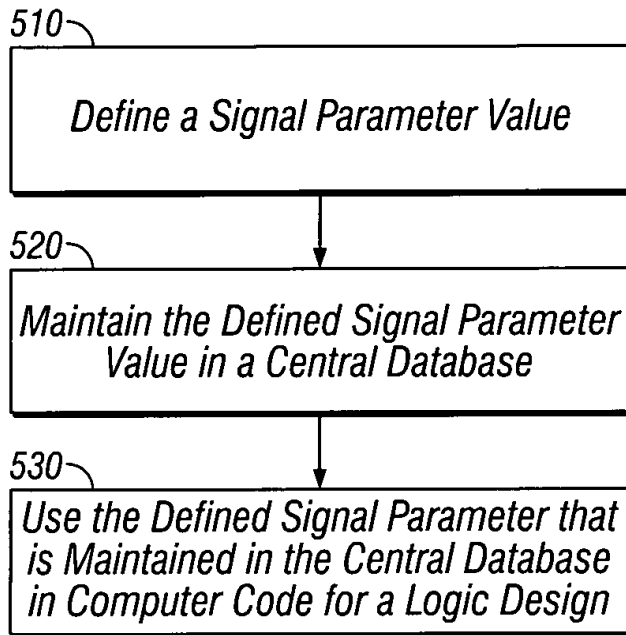 510
Define a Signal Parameter Value
520
Maintain the Defined Signal Parameter
Value in a Central Database
530
Use the Defined Signal Parameter that
is Maintained in the Central Database
in Computer Code for a Logic Design